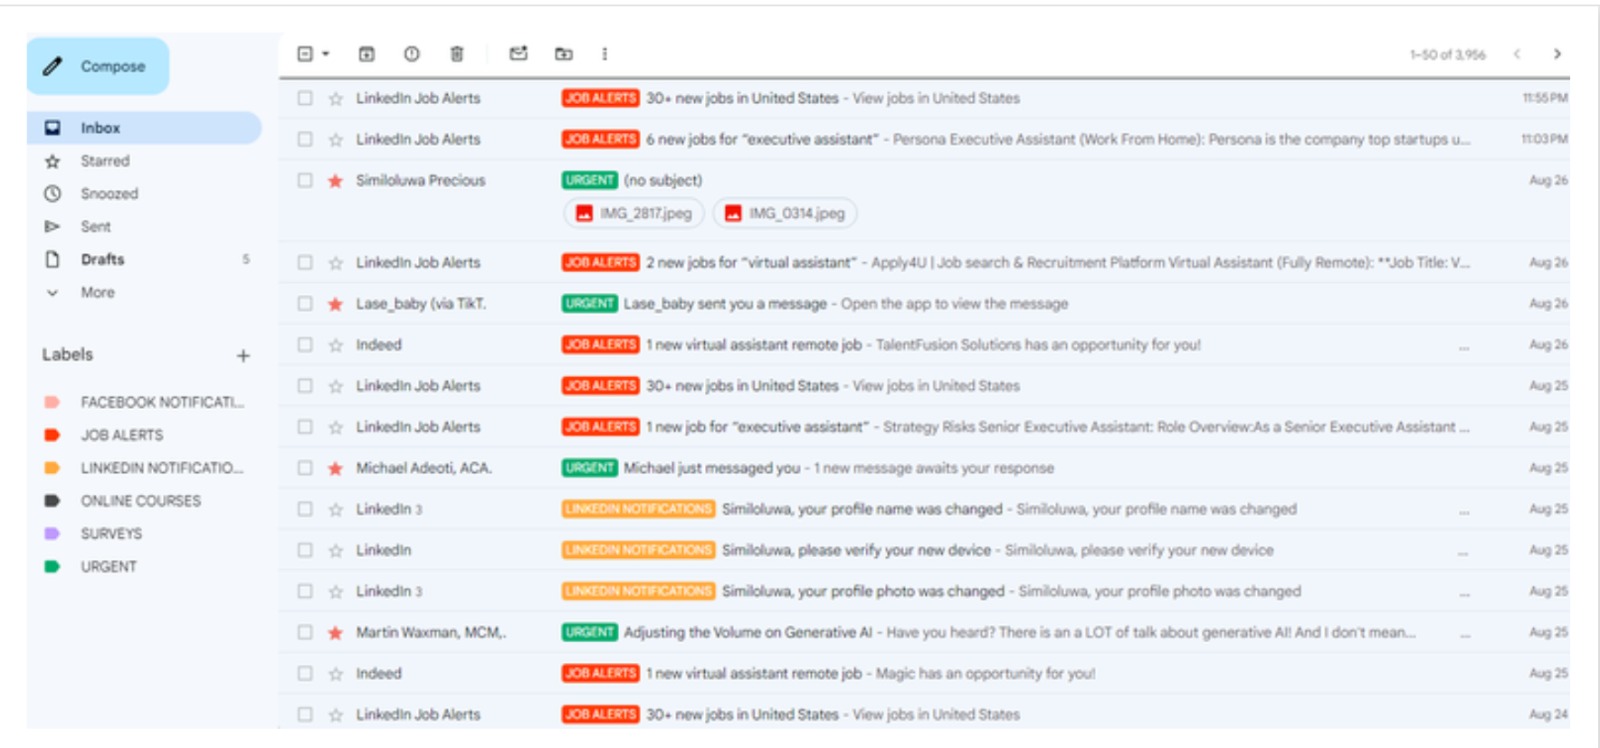 Compose
Inbox
Starred
Snoozed
Sent
Drafts 5
More
Labels +
FACEBOOK NOTIFICATI...
JOB ALERTS
LINKEDIN NOTIFICATIO...
ONLINE COURSES
SURVEYS
URGENT
1–50 of 3,956
LinkedIn Job Alerts JOB ALERTS 30+ new jobs in United States - View jobs in United States 11:55 PM
LinkedIn Job Alerts JOB ALERTS 6 new jobs for “executive assistant” - Persona Executive Assistant (Work From Home): Persona is the company top startups u... 11:03 PM
Similoluwa Precious URGENT (no subject) Aug 26
IMG_2817.jpeg IMG_0314.jpeg
LinkedIn Job Alerts JOB ALERTS 2 new jobs for “virtual assistant” - Apply4U | Job search & Recruitment Platform Virtual Assistant (Fully Remote): **Job Title: V... Aug 26
Lase_baby (via TikT. URGENT Lase_baby sent you a message - Open the app to view the message Aug 26
Indeed JOB ALERTS 1 new virtual assistant remote job - TalentFusion Solutions has an opportunity for you! ... Aug 26
LinkedIn Job Alerts JOB ALERTS 30+ new jobs in United States - View jobs in United States Aug 25
LinkedIn Job Alerts JOB ALERTS 1 new job for “executive assistant” - Strategy Risks Senior Executive Assistant: Role Overview:As a Senior Executive Assistant ... Aug 25
Michael Adeoti, ACA. URGENT Michael just messaged you - 1 new message awaits your response Aug 25
LinkedIn 3 LINKEDIN NOTIFICATIONS Similoluwa, your profile name was changed - Similoluwa, your profile name was changed ... Aug 25
LinkedIn LINKEDIN NOTIFICATIONS Similoluwa, please verify your new device - Similoluwa, please verify your new device ... Aug 25
LinkedIn 3 LINKEDIN NOTIFICATIONS Similoluwa, your profile photo was changed - Similoluwa, your profile photo was changed ... Aug 25
Martin Waxman, MCM,. URGENT Adjusting the Volume on Generative AI - Have you heard? There is an a LOT of talk about generative AI! And I don't mean... ... Aug 25
Indeed JOB ALERTS 1 new virtual assistant remote job - Magic has an opportunity for you! Aug 25
LinkedIn Job Alerts JOB ALERTS 30+ new jobs in United States - View jobs in United States Aug 24